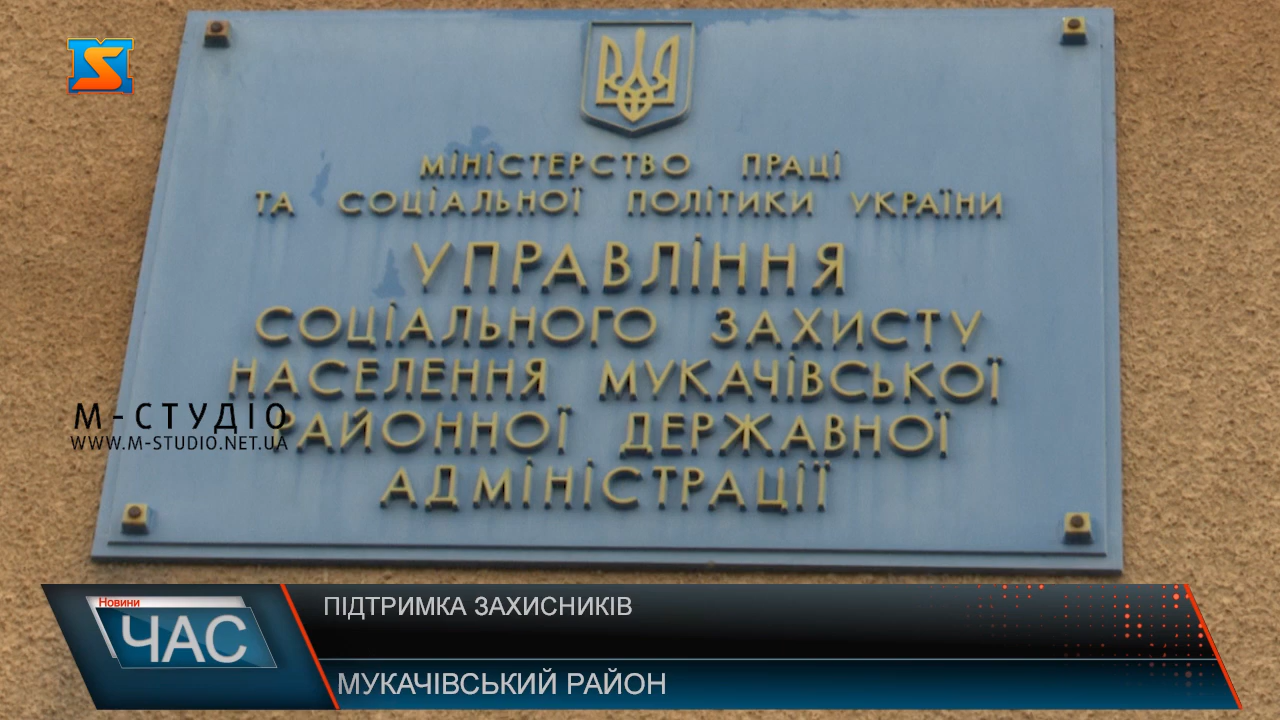 МІНІСТЕРСТВО ПРАЦІ
ТА СОЦІАЛЬНОЇ ПОЛІТИКИ УКРАЇНИ
УПРАВЛІННЯ
СОЦІАЛЬНОГО ЗАХИСТУ
НАСЕЛЕННЯ МУКАЧІВСЬКОЇ
РАЙОННОЇ ДЕРЖАВНОЇ
АДМІНІСТРАЦІЇ
М-СТУДІО
WWW.M-STUDIO.NET.UA
Новини
ЧАС
ПІДТРИМКА ЗАХИСНИКІВ
МУКАЧІВСЬКИЙ РАЙОН